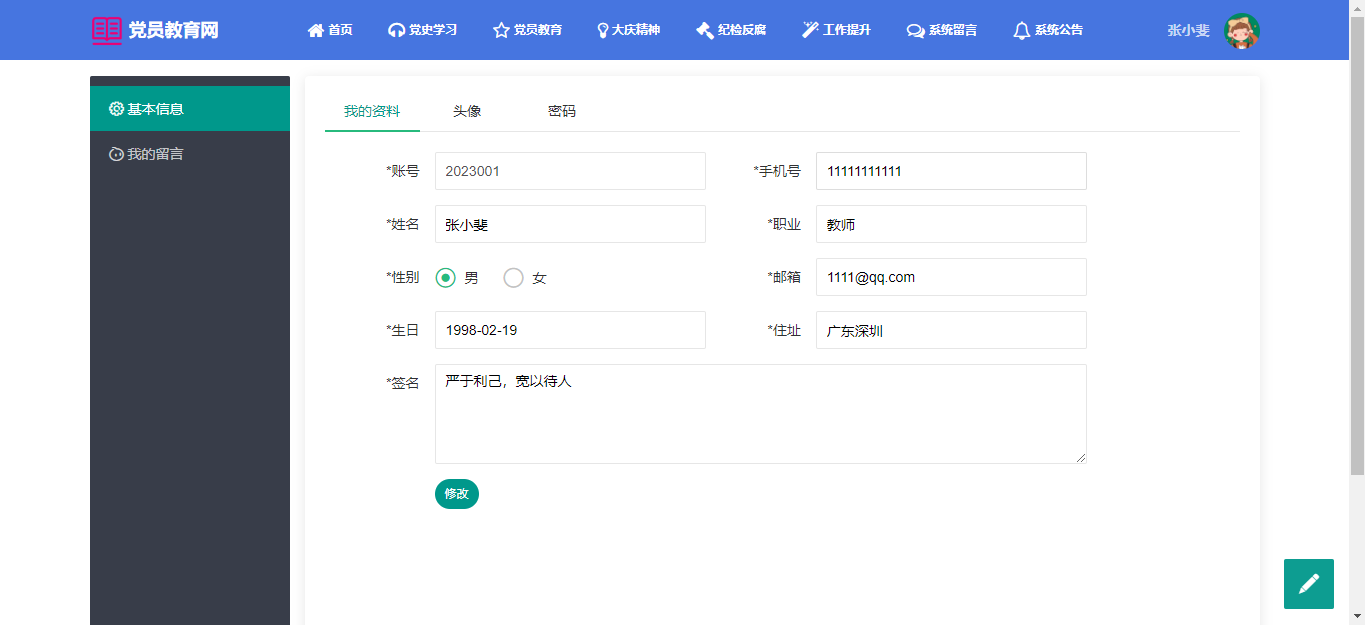 党员教育网 首页 党史学习 党员教育 大庆精神 纪检反腐 工作提升 系统留言 系统公告 张小斐
基本信息
我的留言
我的资料 头像 密码
*账号 2023001 *手机号 11111111111
*姓名 张小斐 *职业 教师
*性别 男 女 *邮箱 1111@qq.com
*生日 1998-02-19 *住址 广东深圳
*签名 严于利己，宽以待人
修改